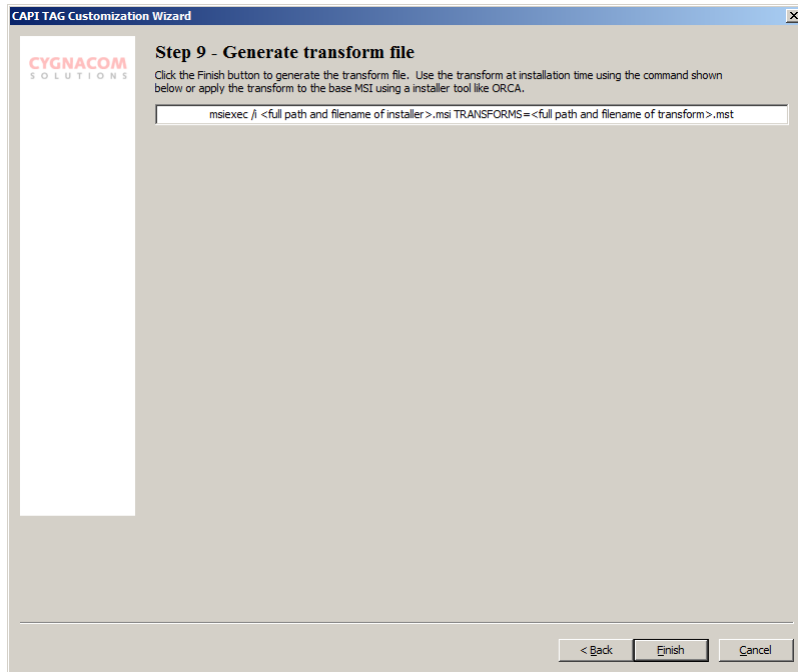 CAPI TAG Customization Wizard
CYGNACOM
SOLUTIONS
Step 9 - Generate transform file
Click the Finish button to generate the transform file. Use the transform at installation time using the command shown
below or apply the transform to the base MSI using a installer tool like ORCA.
msiexec /i <full path and filename of installer>.msi TRANSFORMS=<full path and filename of transform>.mst
< Back
Finish
Cancel